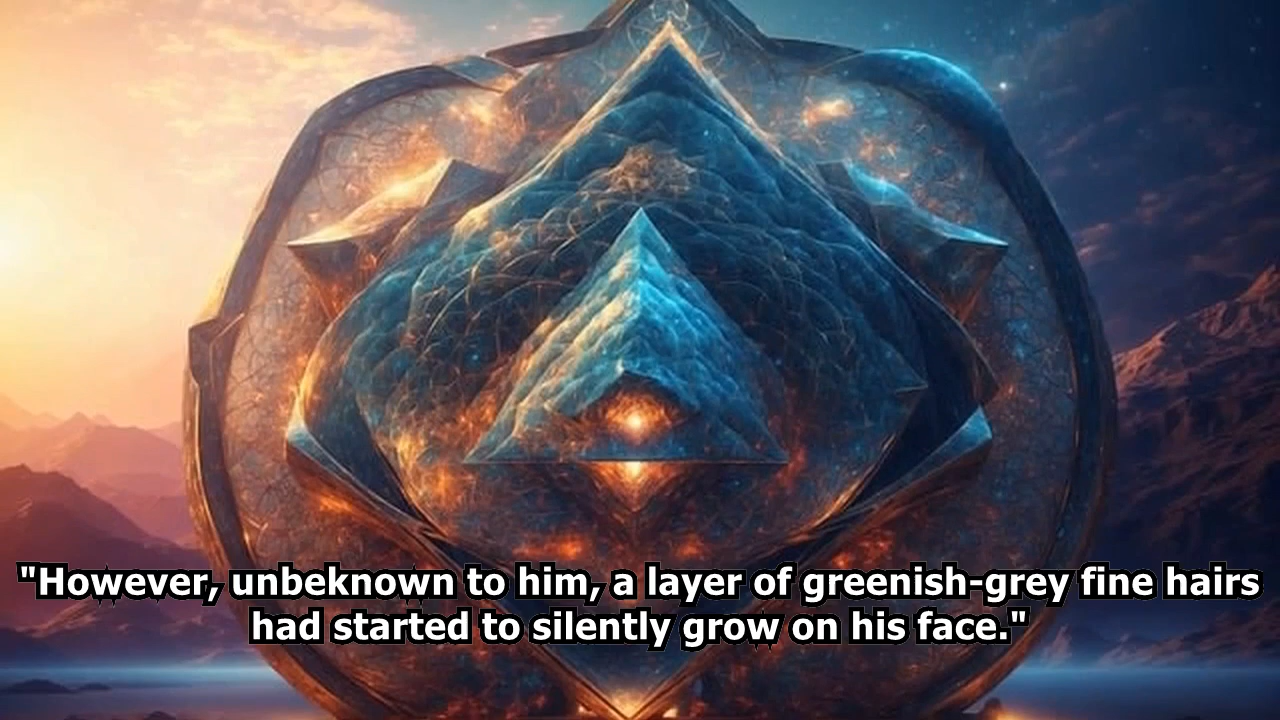 "However, unbeknown to him, a layer of greenish-grey fine hairs
had started to silently grow on his face."